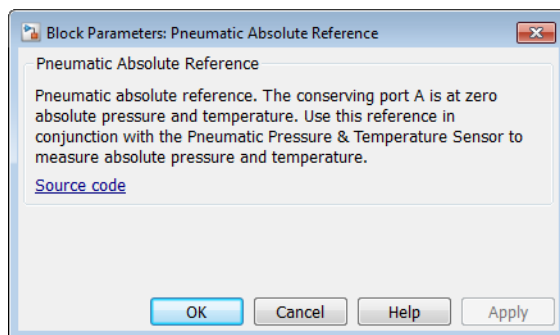 Block Parameters: Pneumatic Absolute Reference
Pneumatic Absolute Reference
Pneumatic absolute reference. The conserving port A is at zero
absolute pressure and temperature. Use this reference in
conjunction with the Pneumatic Pressure & Temperature Sensor to
measure absolute pressure and temperature.
Source code
OK Cancel Help Apply